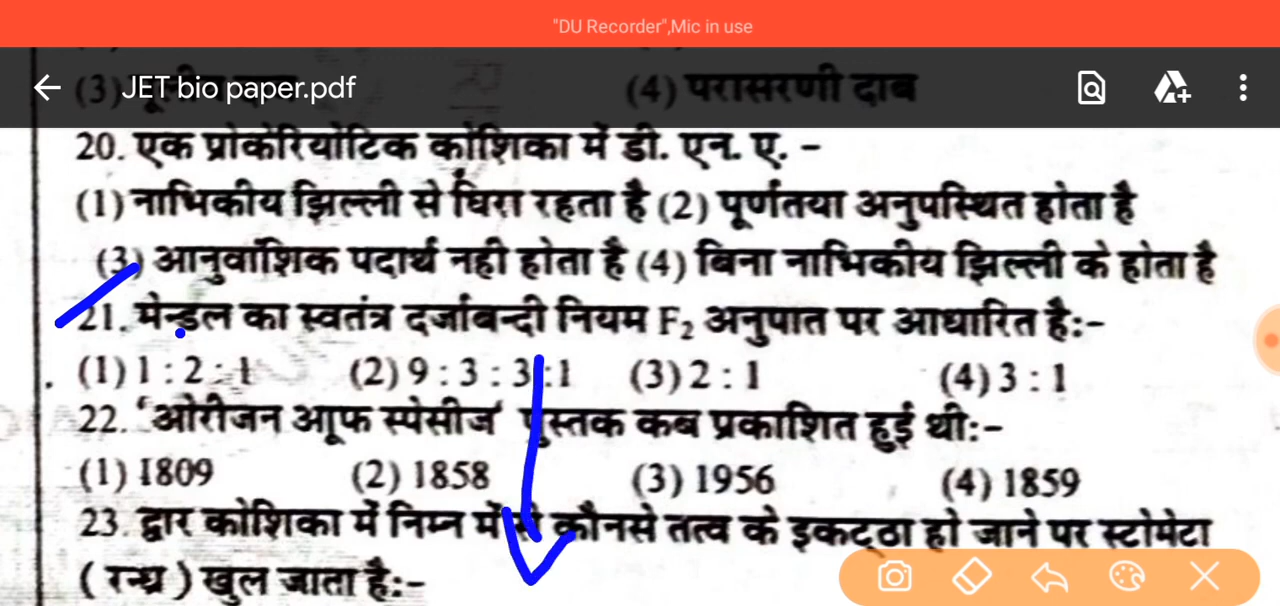 "DU Recorder",Mic in use
JET bio paper.pdf
(3) (4) परासरणी दाब
20. एक प्रोकेरियोटिक कोशिका में डी. एन. ए. -
(1) नाभिकीय झिल्ली से घिरा रहता है (2) पूर्णतया अनुपस्थित होता है
(3) आनुवांशिक पदार्थ नही होता है (4) बिना नाभिकीय झिल्ली के होता है
21. मेन्डल का स्वतंत्र दर्जाबन्दी नियम F₂ अनुपात पर आधारित है:-
(1) 1 : 2 : 1 (2) 9 : 3 : 3 : 1 (3) 2 : 1 (4) 3 : 1
22. 'ओरीजन ऑफ स्पेसीज' पुस्तक कब प्रकाशित हुई थी:-
(1) 1809 (2) 1858 (3) 1956 (4) 1859
23. द्वार कोशिका में निम्न में से कौनसे तत्व के इकट्ठा हो जाने पर स्टोमेटा
( रन्ध्र ) खुल जाता है:-